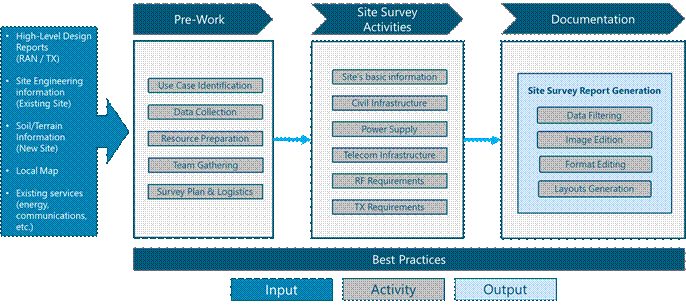 Pre-Work
Site Survey
Activities
Documentation
• High-Level Design
Reports
(RAN / TX)
• Site Engineering
information
(Existing Site)
• Soil/Terrain
Information
(New Site)
• Local Map
• Existing services
(energy,
communications,
etc.)
Use Case Identification
Data Collection
Resource Preparation
Team Gathering
Survey Plan & Logistics
Site's basic information
Civil Infrastructure
Power Supply
Telecom Infrastructure
RF Requirements
TX Requirements
Site Survey Report Generation
Data Filtering
Image Edition
Format Editing
Layouts Generation
Best Practices
Input
Activity
Output